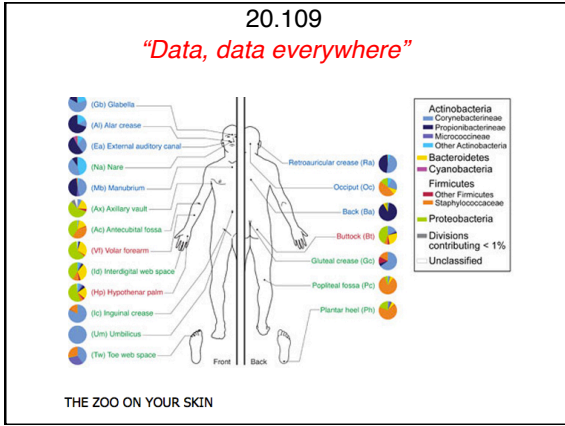 20.109
“Data, data everywhere”
(Gb) Glabella
(Al) Alar crease
(Ea) External auditory canal
(Na) Nare
(Mb) Manubrium
(Ax) Axillary vault
(Ac) Antecubital fossa
(Vf) Volar forearm
(Id) Interdigital web space
(Hp) Hypothenar palm
(Ic) Inguinal crease
(Um) Umbilicus
(Tw) Toe web space
Front
Back
Retroauricular crease (Ra)
Occiput (Oc)
Back (Ba)
Buttock (Bt)
Gluteal crease (Gc)
Popliteal fossa (Pc)
Plantar heel (Ph)
Actinobacteria
Corynebacterineae
Propionibacterineae
Micrococcineae
Other Actinobacteria
Bacteroidetes
Cyanobacteria
Firmicutes
Other Firmicutes
Staphylococcaceae
Proteobacteria
Divisions
contributing < 1%
Unclassified
THE ZOO ON YOUR SKIN